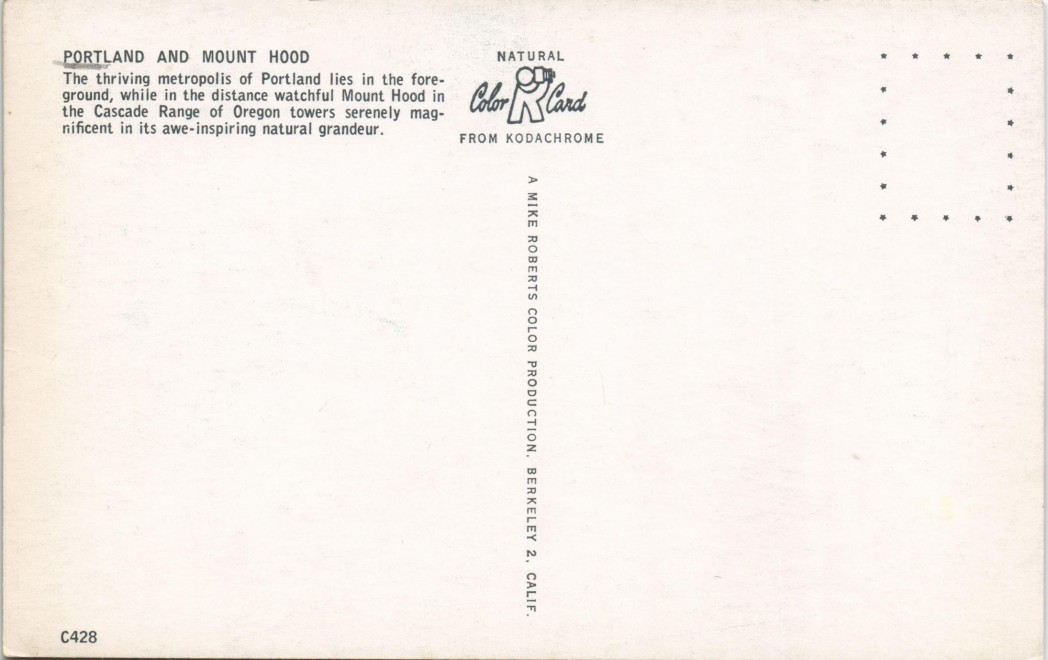 PORTLAND AND MOUNT HOOD
The thriving metropolis of Portland lies in the fore-
ground, while in the distance watchful Mount Hood in
the Cascade Range of Oregon towers serenely mag-
nificent in its awe-inspiring natural grandeur.
NATURAL
Color R Card
FROM KODACHROME
A MIKE ROBERTS COLOR PRODUCTION. BERKELEY 2, CALIF.
C428